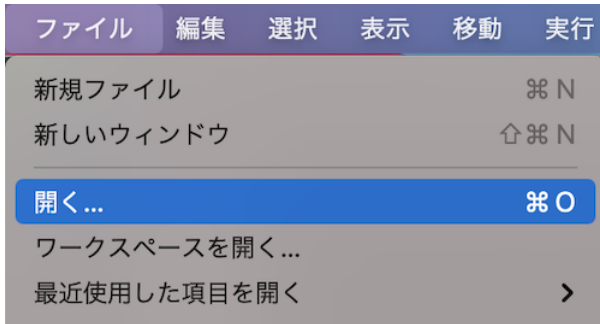 ファイル 編集 選択 表示 移動 実行
新規ファイル ⌘ N
新しいウィンドウ ⇧ ⌘ N
開く... ⌘ O
ワークスペースを開く...
最近使用した項目を開く >